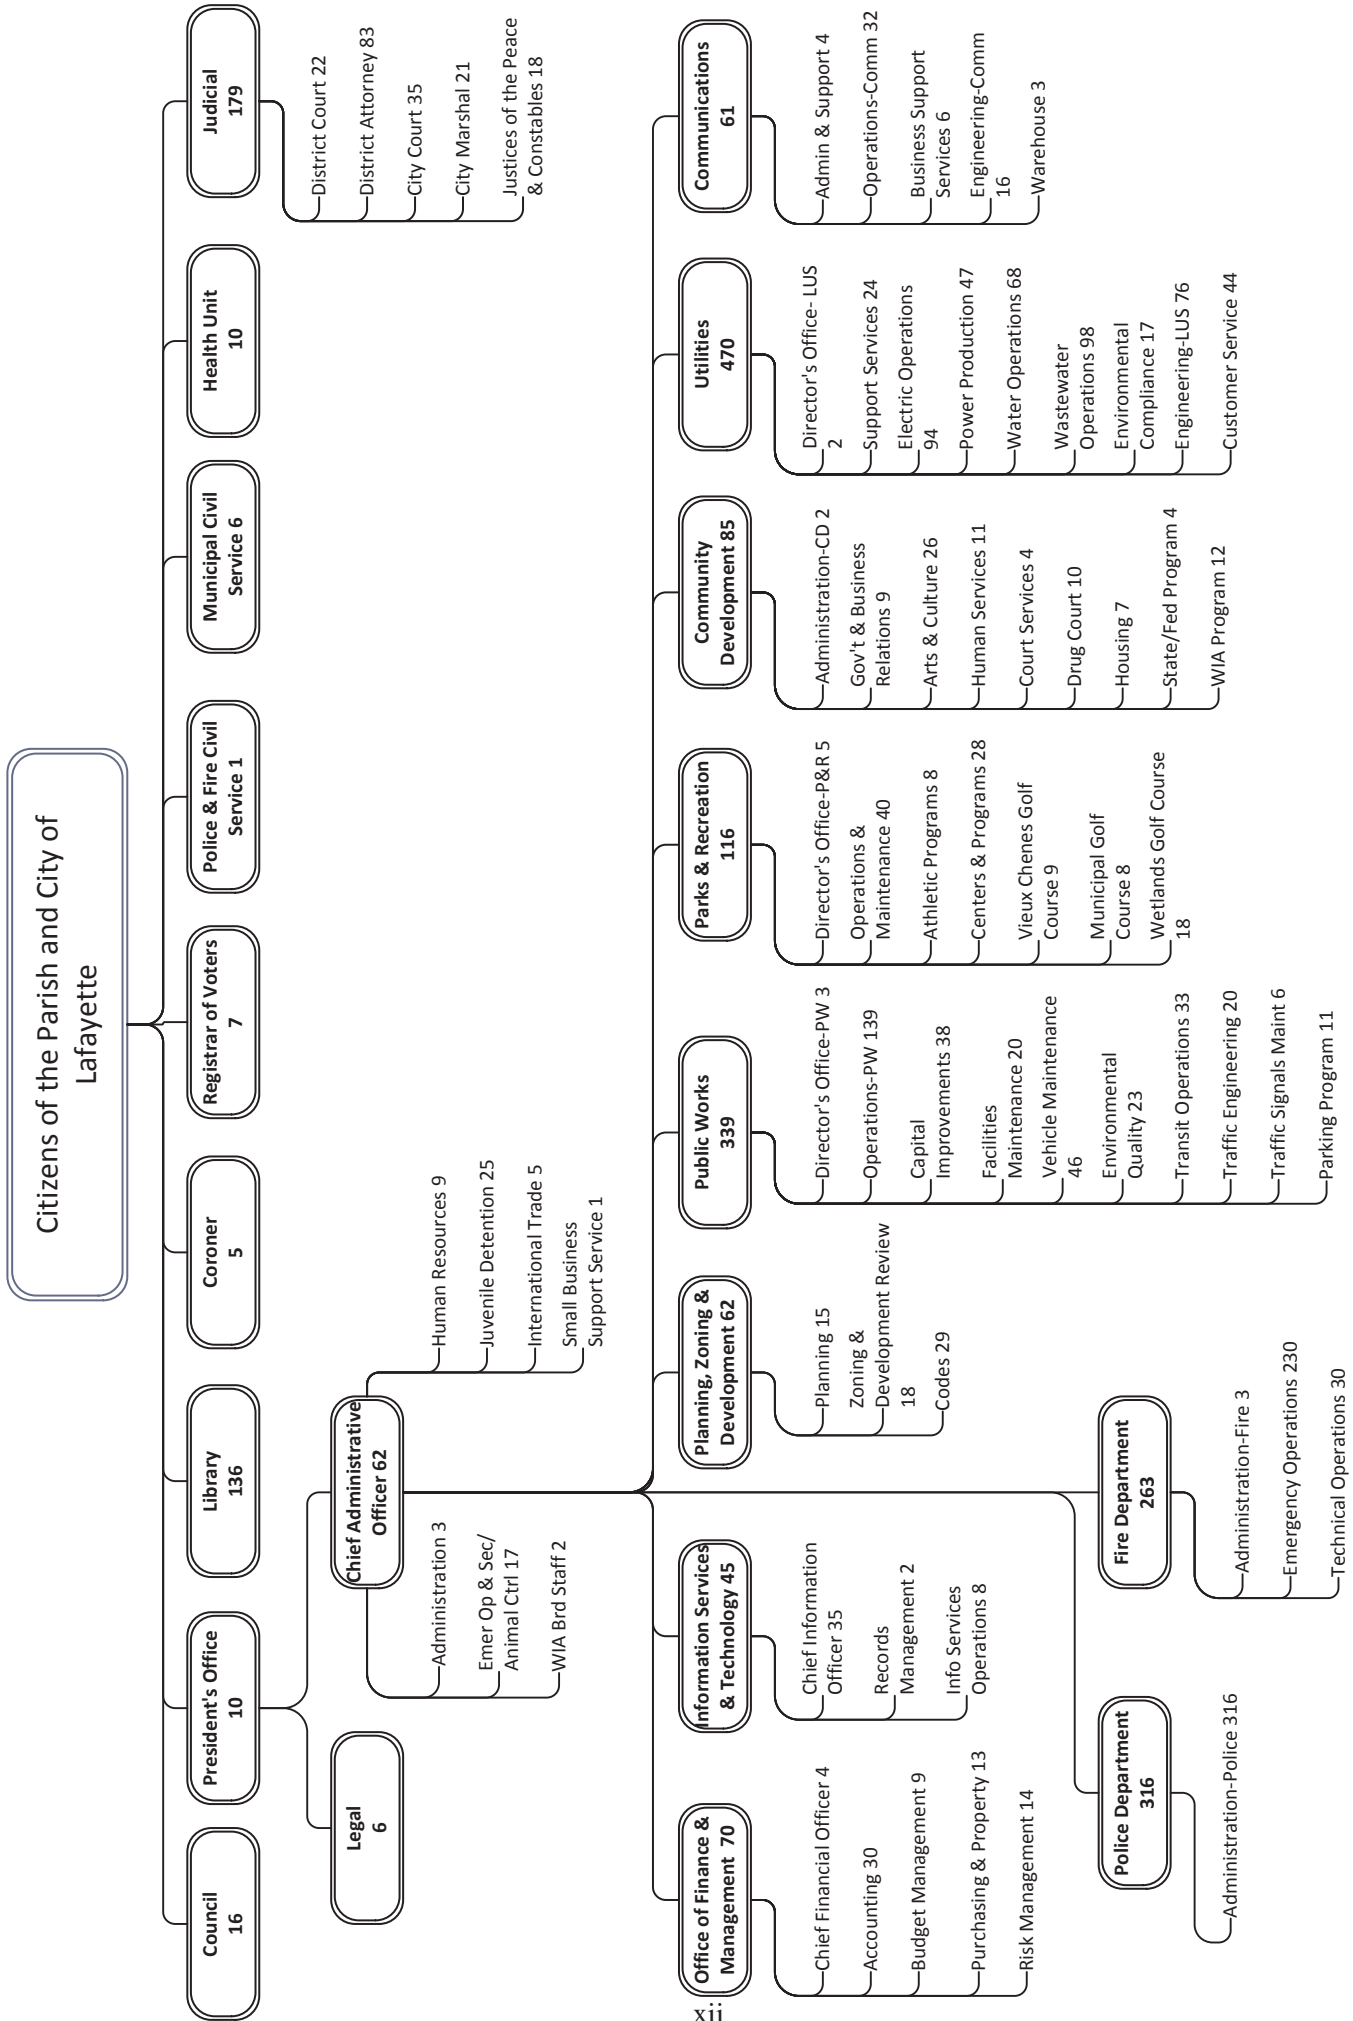 Citizens of the Parish and City of
Lafayette
Council
16
President's Office
10
Library
136
Coroner
5
Registrar of Voters
7
Police & Fire Civil
Service 1
Municipal Civil
Service 6
Health Unit
10
Judicial
179
District Court 22
District Attorney 83
City Court 35
City Marshal 21
Justices of the Peace
& Constables 18
Legal
6
Chief Administrative
Officer 62
Administration 3
Emer Op & Sec/
Animal Ctrl 17
WIA Brd Staff 2
Human Resources 9
Juvenile Detention 25
International Trade 5
Small Business
Support Service 1
Office of Finance &
Management 70
Chief Financial Officer 4
Accounting 30
Budget Management 9
Purchasing & Property 13
Risk Management 14
Information Services
& Technology 45
Chief Information
Officer 35
Records
Management 2
Info Services
Operations 8
Planning, Zoning &
Development 62
Planning 15
Zoning &
Development Review
18
Codes 29
Public Works
339
Director's Office-PW 3
Operations-PW 139
Capital
Improvements 38
Facilities
Maintenance 20
Vehicle Maintenance
46
Environmental
Quality 23
Transit Operations 33
Traffic Engineering 20
Traffic Signals Maint 6
Parking Program 11
Parks & Recreation
116
Director's Office-P&R 5
Operations &
Maintenance 40
Athletic Programs 8
Centers & Programs 28
Vieux Chenes Golf
Course 9
Municipal Golf
Course 8
Wetlands Golf Course
18
Community
Development 85
Administration-CD 2
Gov't & Business
Relations 9
Arts & Culture 26
Human Services 11
Court Services 4
Drug Court 10
Housing 7
State/Fed Program 4
WIA Program 12
Utilities
470
Director's Office- LUS
2
Support Services 24
Electric Operations
94
Power Production 47
Water Operations 68
Wastewater
Operations 98
Environmental
Compliance 17
Engineering-LUS 76
Customer Service 44
Communications
61
Admin & Support 4
Operations-Comm 32
Business Support
Services 6
Engineering-Comm
16
Warehouse 3
Police Department
316
Administration-Police 316
Fire Department
263
Administration-Fire 3
Emergency Operations 230
Technical Operations 30
xii